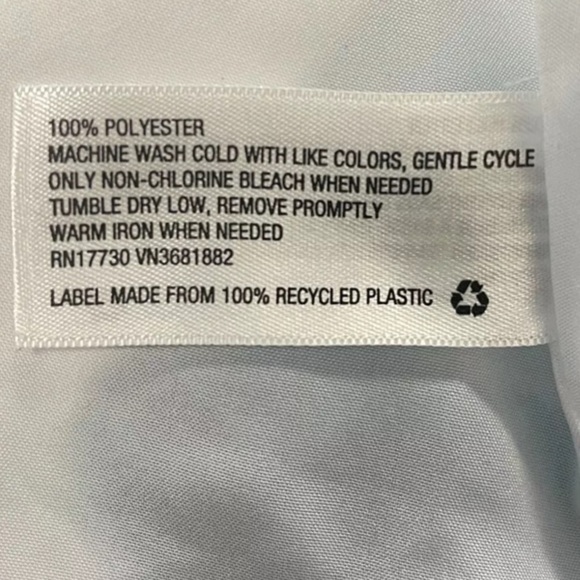 100% POLYESTER
MACHINE WASH COLD WITH LIKE COLORS, GENTLE CYCLE
ONLY NON-CHLORINE BLEACH WHEN NEEDED
TUMBLE DRY LOW, REMOVE PROMPTLY
WARM IRON WHEN NEEDED
RN17730 VN3681882
LABEL MADE FROM 100% RECYCLED PLASTIC